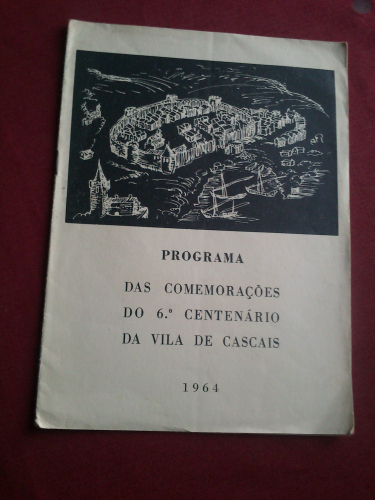 PROGRAMA
DAS COMEMORAÇÕES
DO 6.º CENTENÁRIO
DA VILA DE CASCAIS
1964